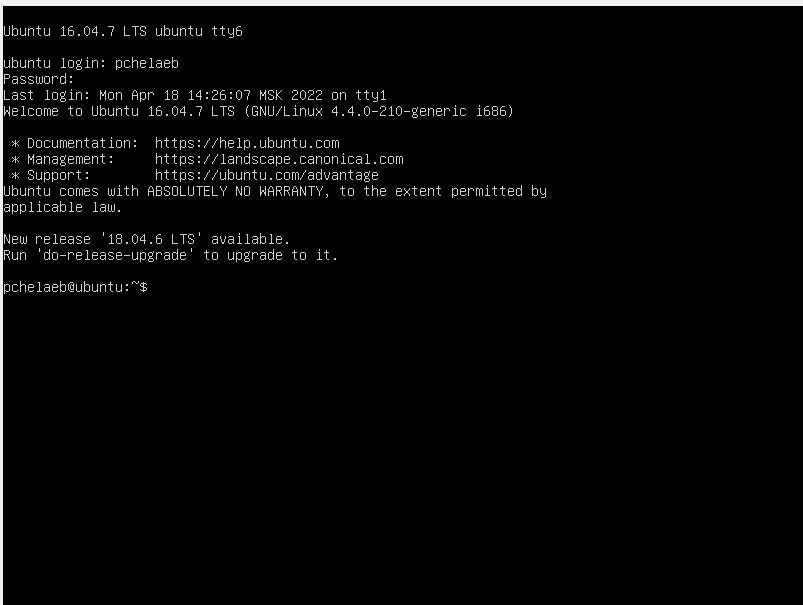 Ubuntu 16.04.7 LTS ubuntu tty6
ubuntu login: pchelaeb
Password:
Last login: Mon Apr 18 14:26:07 MSK 2022 on tty1
Welcome to Ubuntu 16.04.7 LTS (GNU/Linux 4.4.0-210-generic i686)
* Documentation:  https://help.ubuntu.com
* Management:     https://landscape.canonical.com
* Support:        https://ubuntu.com/advantage
Ubuntu comes with ABSOLUTELY NO WARRANTY, to the extent permitted by
applicable law.
New release '18.04.6 LTS' available.
Run 'do-release-upgrade' to upgrade to it.
pchelaeb@ubuntu:~$